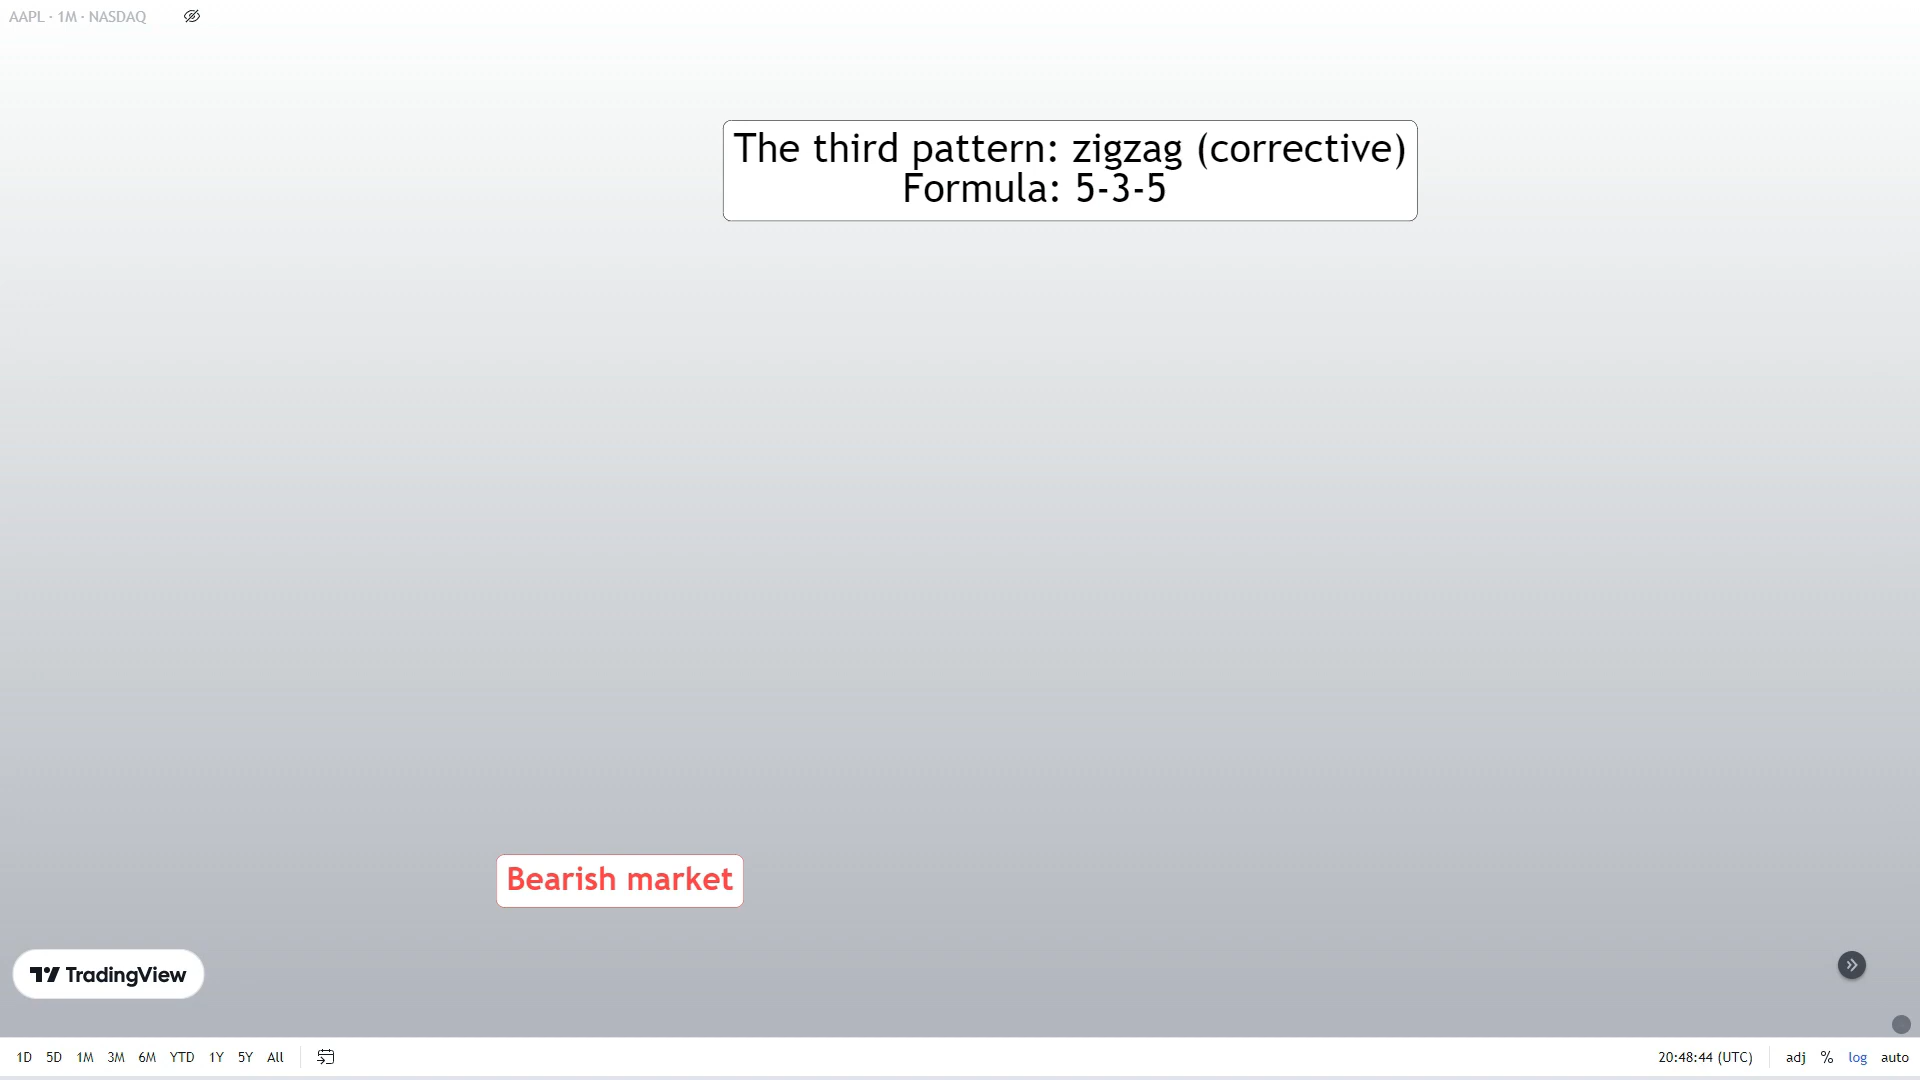 AAPL · 1M · NASDAQ
The third pattern: zigzag (corrective)
Formula: 5-3-5
Bearish market
TradingView
1D 5D 1M 3M 6M YTD 1Y 5Y All 20:48:44 (UTC) adj % log auto